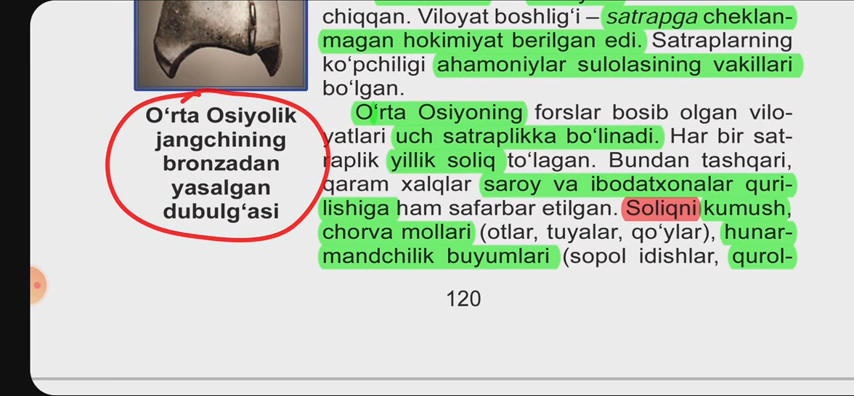 chiqqan. Viloyat boshlig‘i – satrapga cheklan-
magan hokimiyat berilgan edi. Satraplarning
ko‘pchiligi ahamoniylar sulolasining vakillari
bo‘lgan.
O‘rta Osiyoning forslar bosib olgan vilo-
yatlari uch satraplikka bo‘linadi. Har bir sat-
raplik yillik soliq to‘lagan. Bundan tashqari,
qaram xalqlar saroy va ibodatxonalar quri-
lishiga ham safarbar etilgan. Soliqni kumush,
chorva mollari (otlar, tuyalar, qo‘ylar), hunar-
mandchilik buyumlari (sopol idishlar, qurol-
O‘rta Osiyolik
jangchining
bronzadan
yasalgan
dubulg‘asi
120